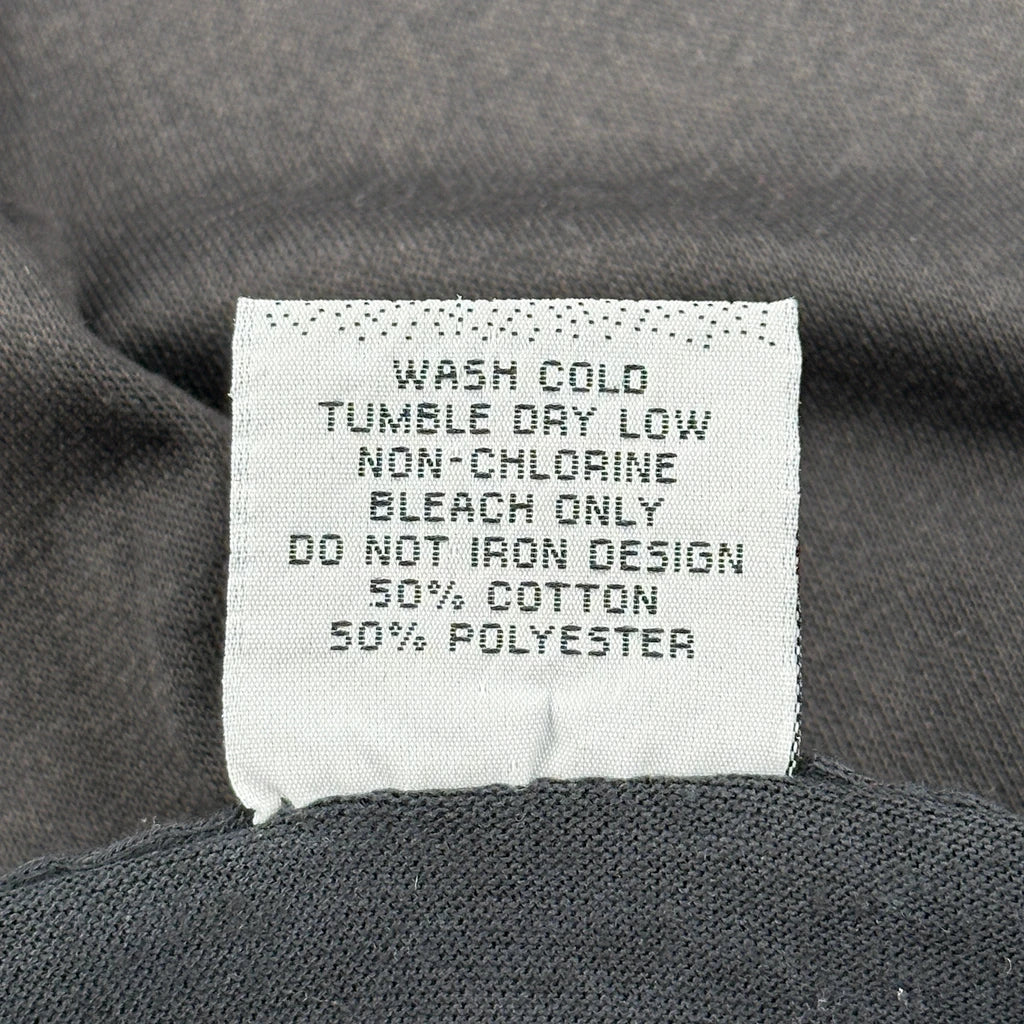 WASH COLD
TUMBLE DRY LOW
NON-CHLORINE
BLEACH ONLY
DO NOT IRON DESIGN
50% COTTON
50% POLYESTER